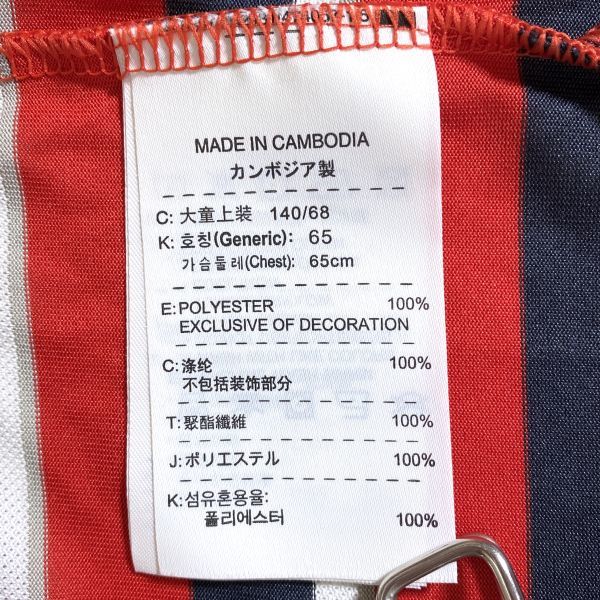 MADE IN CAMBODIA
カンボジア製
C: 大童上装 140/68
K: 호칭(Generic): 65
가슴둘레(Chest): 65cm
E: POLYESTER 100%
EXCLUSIVE OF DECORATION
C: 涤纶 100%
不包括装饰部分
T: 聚酯纖維 100%
J: ポリエステル 100%
K: 섬유혼용율:
폴리에스터 100%